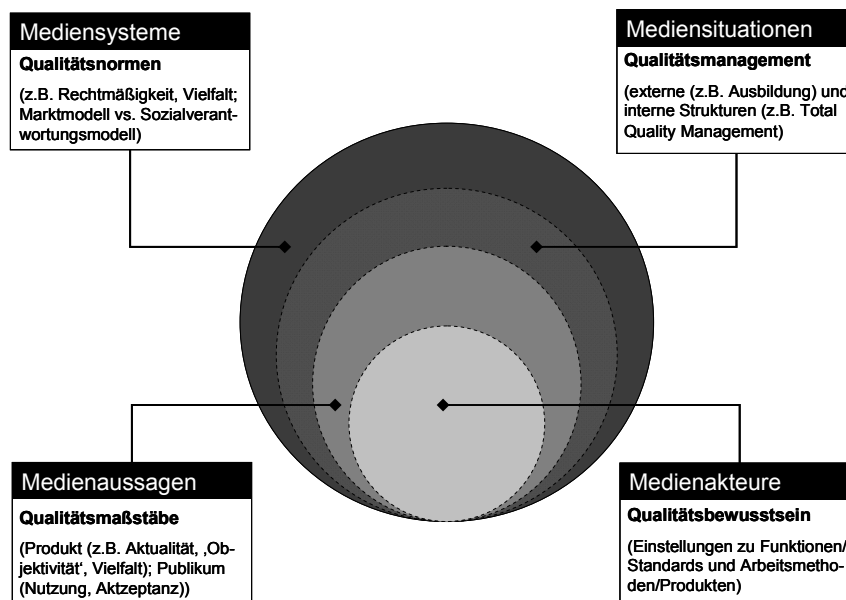 Mediensysteme
Qualitätsnormen
(z.B. Rechtmäßigkeit, Vielfalt;
Marktmodell vs. Sozialverant-
wortungsmodell)
Mediensituationen
Qualitätsmanagement
(externe (z.B. Ausbildung) und
interne Strukturen (z.B. Total
Quality Management)
Medienaussagen
Qualitätsmaßstäbe
(Produkt (z.B. Aktualität, ‚Ob-
jektivität‘, Vielfalt); Publikum
(Nutzung, Aktzeptanz))
Medienakteure
Qualitätsbewusstsein
(Einstellungen zu Funktionen/
Standards und Arbeitsmetho-
den/Produkten)